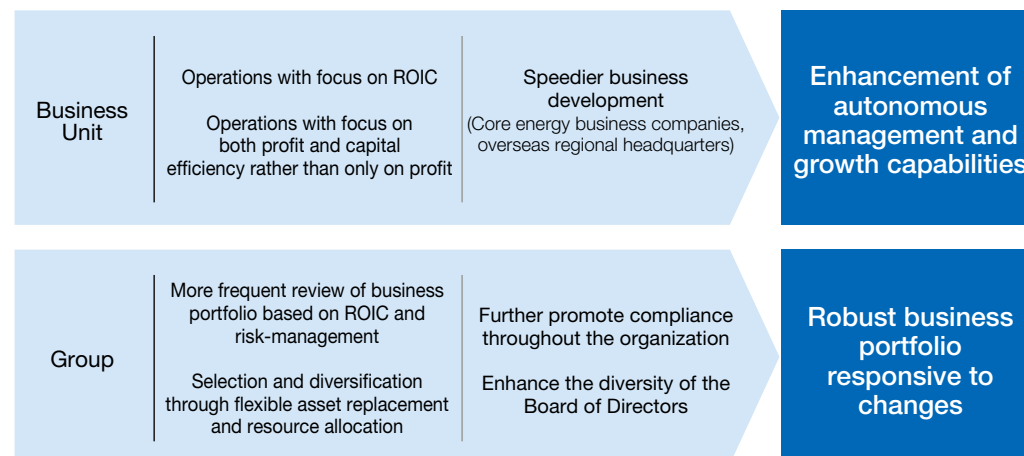 Business
Unit
Operations with focus on ROIC
Operations with focus on
both profit and capital
efficiency rather than only on profit
Speedier business
development
(Core energy business companies,
overseas regional headquarters)
Enhancement of
autonomous
management and
growth capabilities
Group
More frequent review of business
portfolio based on ROIC and
risk-management
Selection and diversification
through flexible asset replacement
and resource allocation
Further promote compliance
throughout the organization
Enhance the diversity of the
Board of Directors
Robust business
portfolio
responsive to
changes